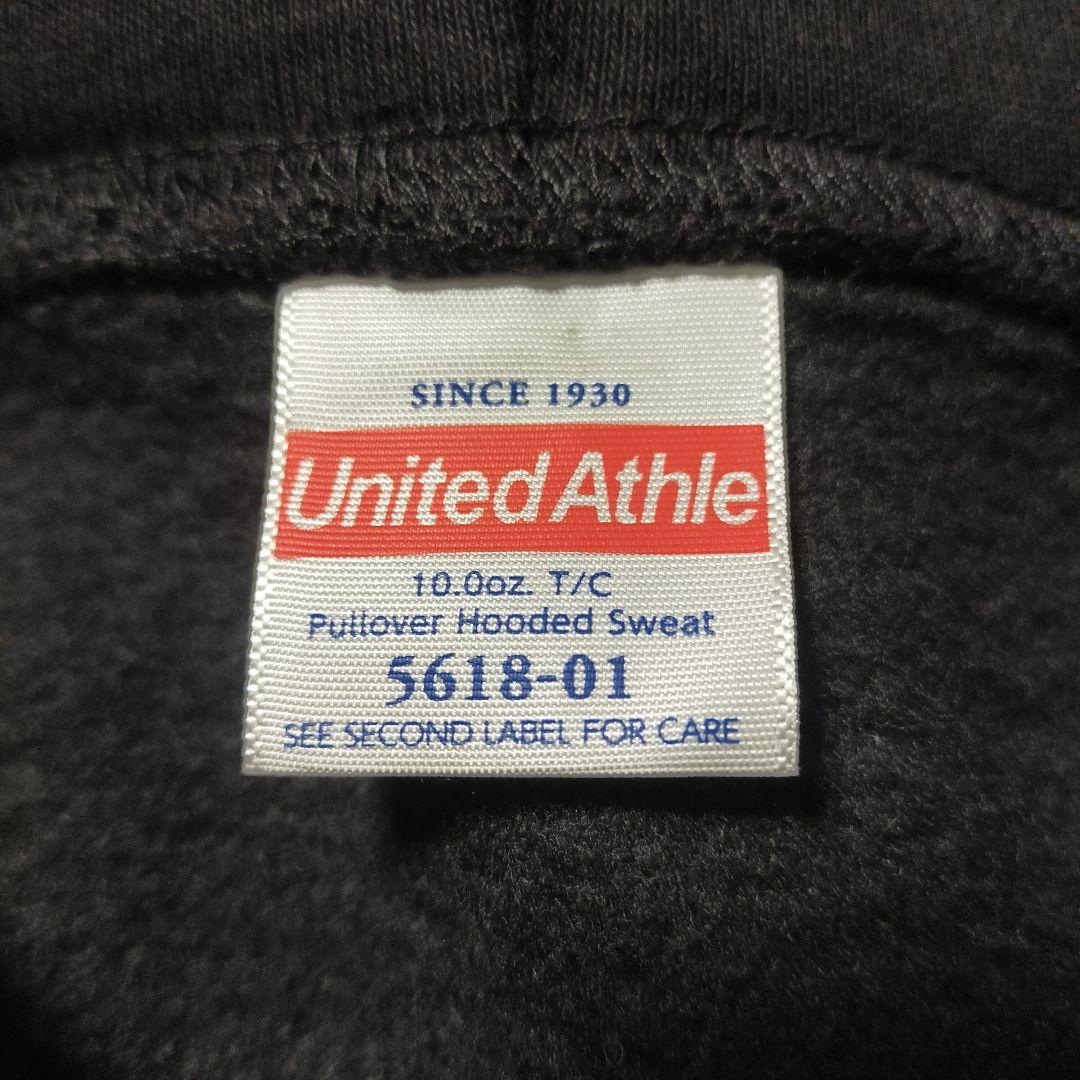 SINCE 1930
United Athle
10.0oz. T/C
Pullover Hooded Sweat
5618-01
SEE SECOND LABEL FOR CARE